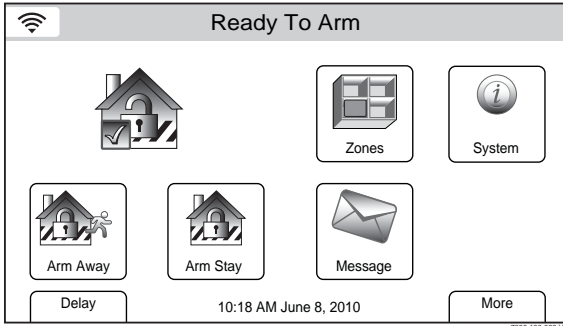 Ready To Arm
Zones
System
Arm Away
Arm Stay
Message
Delay
10:18 AM June 8, 2010
More